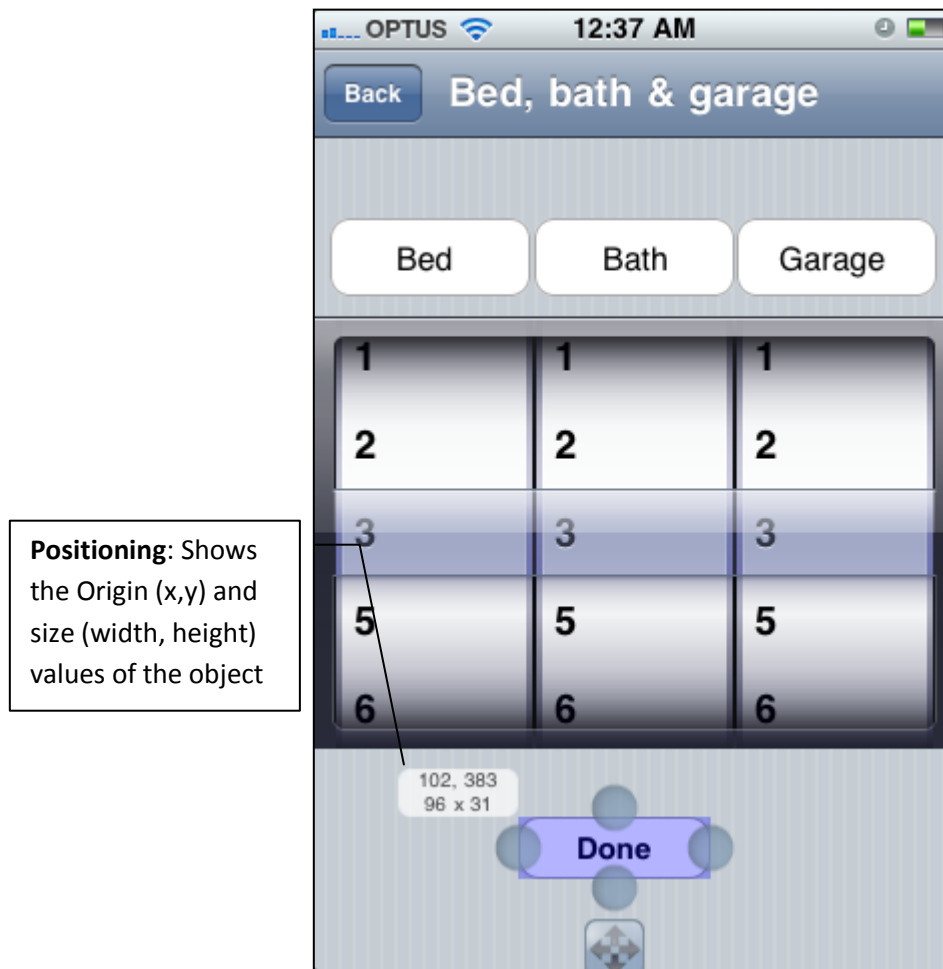 OPTUS 12:37 AM
Back Bed, bath & garage
Bed Bath Garage
1 1 1
2 2 2
3 3 3
5 5 5
6 6 6
Positioning: Shows
the Origin (x,y) and
size (width, height)
values of the object
102, 383
96 x 31
Done